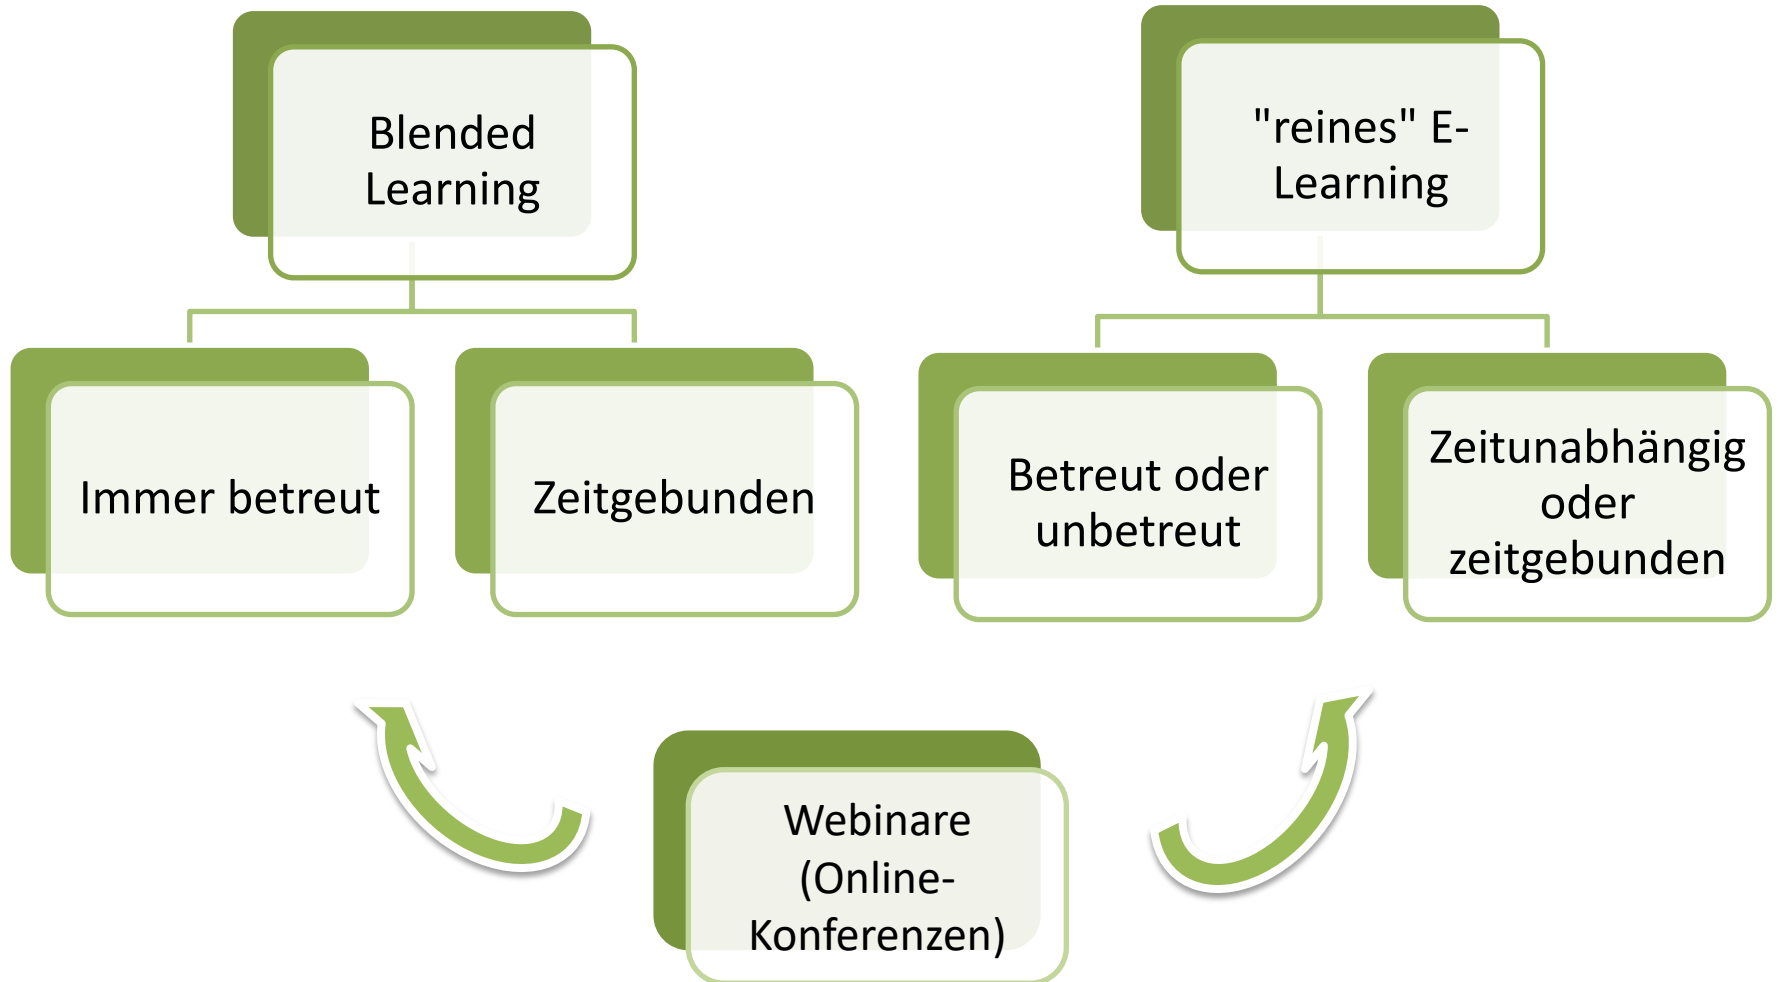 Blended
Learning
"reines" E-
Learning
Immer betreut
Zeitgebunden
Betreut oder
unbetreut
Zeitunabhängig
oder
zeitgebunden
Webinare
(Online-
Konferenzen)